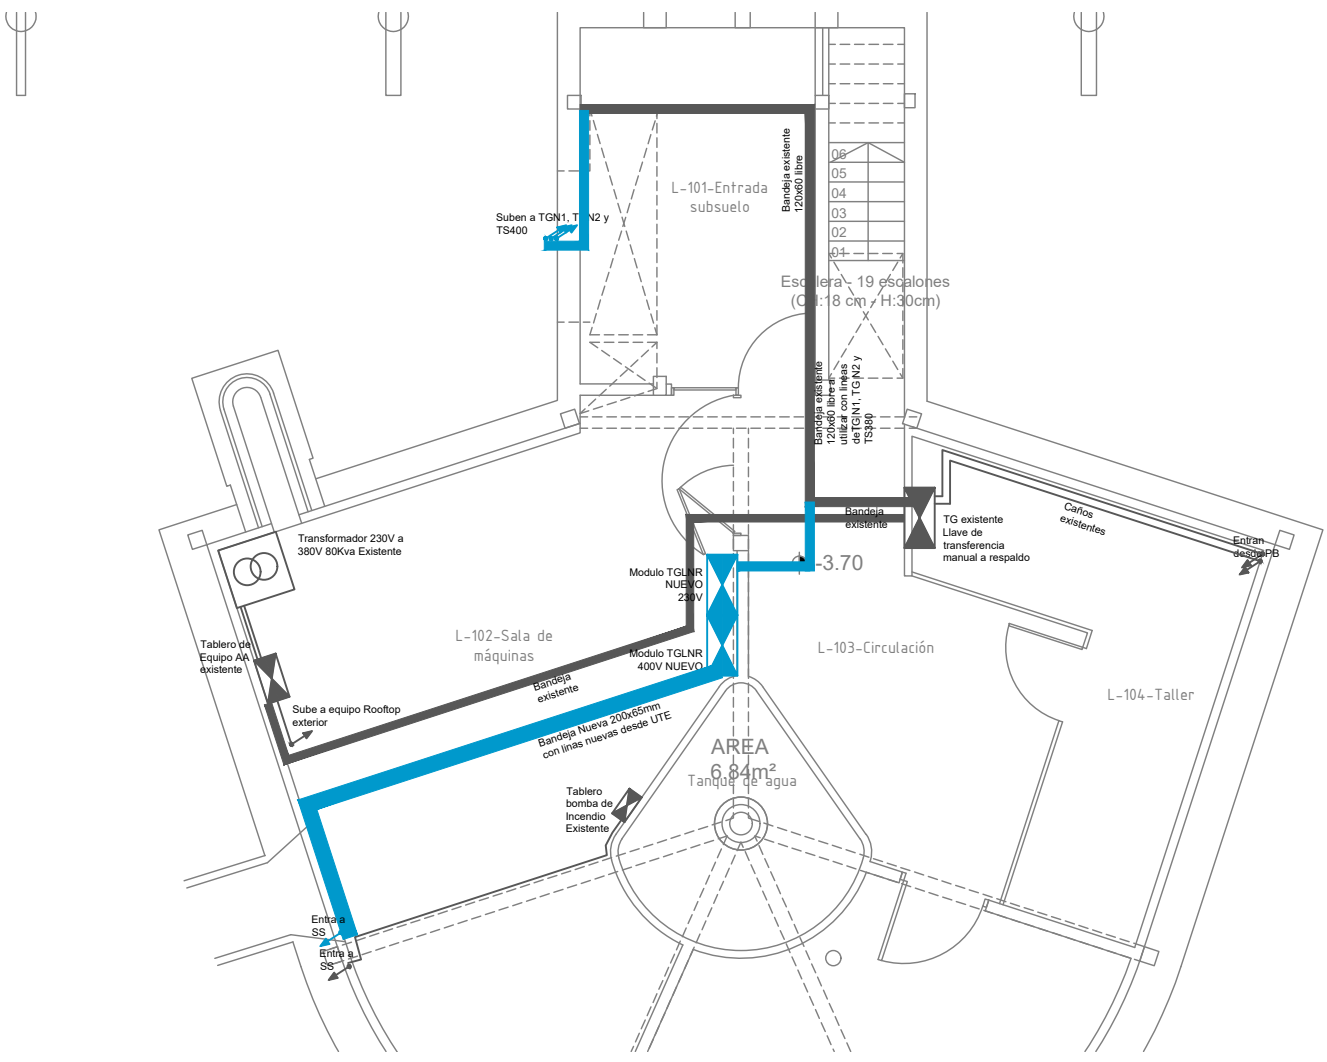 Bandeja existente
120x60 libre
L-101-Entrada
subsuelo
06
05
04
03
02
01
Suben a TGN1, TGN2 y
TS400
Escalera - 19 escalones
(CH:18 cm - H:30cm)
Bandeja existente
120x60 libre al
utilizar con lineas
de TGN1, TGN2 y
TS380
Transformador 230V a
380V 80Kva Existente
Bandeja
existente
TG existente
Llave de
transferencia
manual a respaldo
Caños
existentes
Entran
desde PB
-3.70
Modulo TGLNR
NUEVO
230V
Modulo TGLNR
400V NUEVO
L-102-Sala de
máquinas
L-103-Circulación
L-104-Taller
Tablero de
Equipo AA
existente
Sube a equipo Rooftop
exterior
Bandeja
existente
Bandeja Nueva 200x65mm
con linas nuevas desde UTE
AREA
6.84m²
Tanque de agua
Tablero
bomba de
Incendio
Existente
Entra a
SS
Entra a
SS